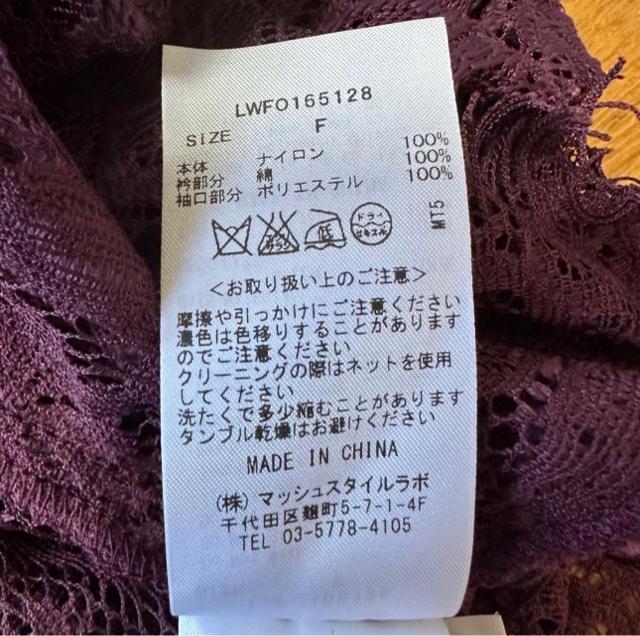 LWFO165128
SIZE F
本体 ナイロン 100%
衿部分 綿 100%
袖口部分 ポリエステル 100%
低
ドライ
セキユ系
MT5
<お取り扱い上のご注意>
摩擦や引っかけにご注意ください
濃色は色移りすることがあります
のでご注意ください
クリーニングの際はネットを使用
してください
洗たくで多少縮むことがあります
タンブル乾燥はお避けください
MADE IN CHINA
(株)マッシュスタイルラボ
千代田区麹町5-7-1-4F
TEL 03-5778-4105